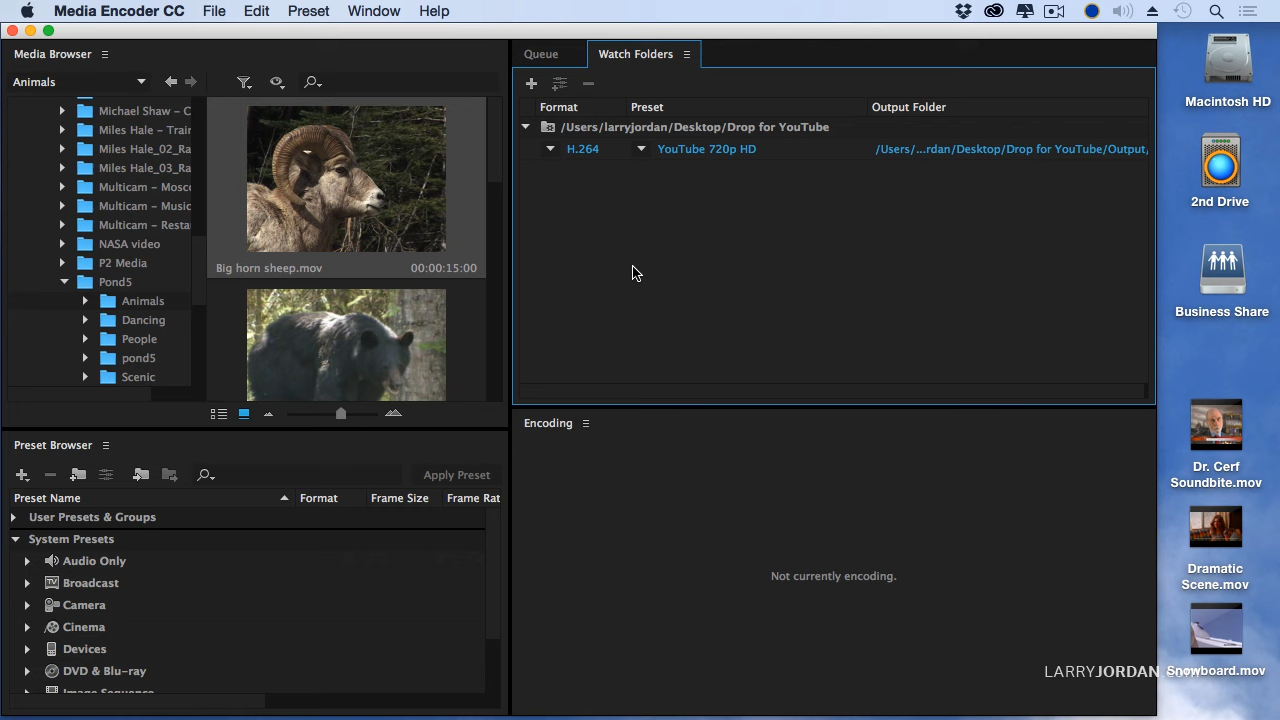 Media Encoder CC File Edit Preset Window Help
Media Browser
Animals
Michael Shaw – C
Miles Hale – Trair
Miles Hale_02_Ra
Miles Hale_03_Ra
Multicam – Mosco
Multicam – Music
Multicam – Resta
NASA video
P2 Media
Pond5
Animals
Dancing
People
pond5
Scenic
Big horn sheep.mov 00:00:15:00
Queue Watch Folders
Format Preset Output Folder
/Users/larryjordan/Desktop/Drop for YouTube
H.264 YouTube 720p HD /Users/...rdan/Desktop/Drop for YouTube/Output/
Preset Browser
Apply Preset
Preset Name Format Frame Size Frame Rat
User Presets & Groups
System Presets
Audio Only
Broadcast
Camera
Cinema
Devices
DVD & Blu-ray
Image Sequence
Encoding
Not currently encoding.
Macintosh HD
2nd Drive
Business Share
Dr. Cerf
Soundbite.mov
Dramatic
Scene.mov
Snowboard.mov
LARRYJORDAN.com